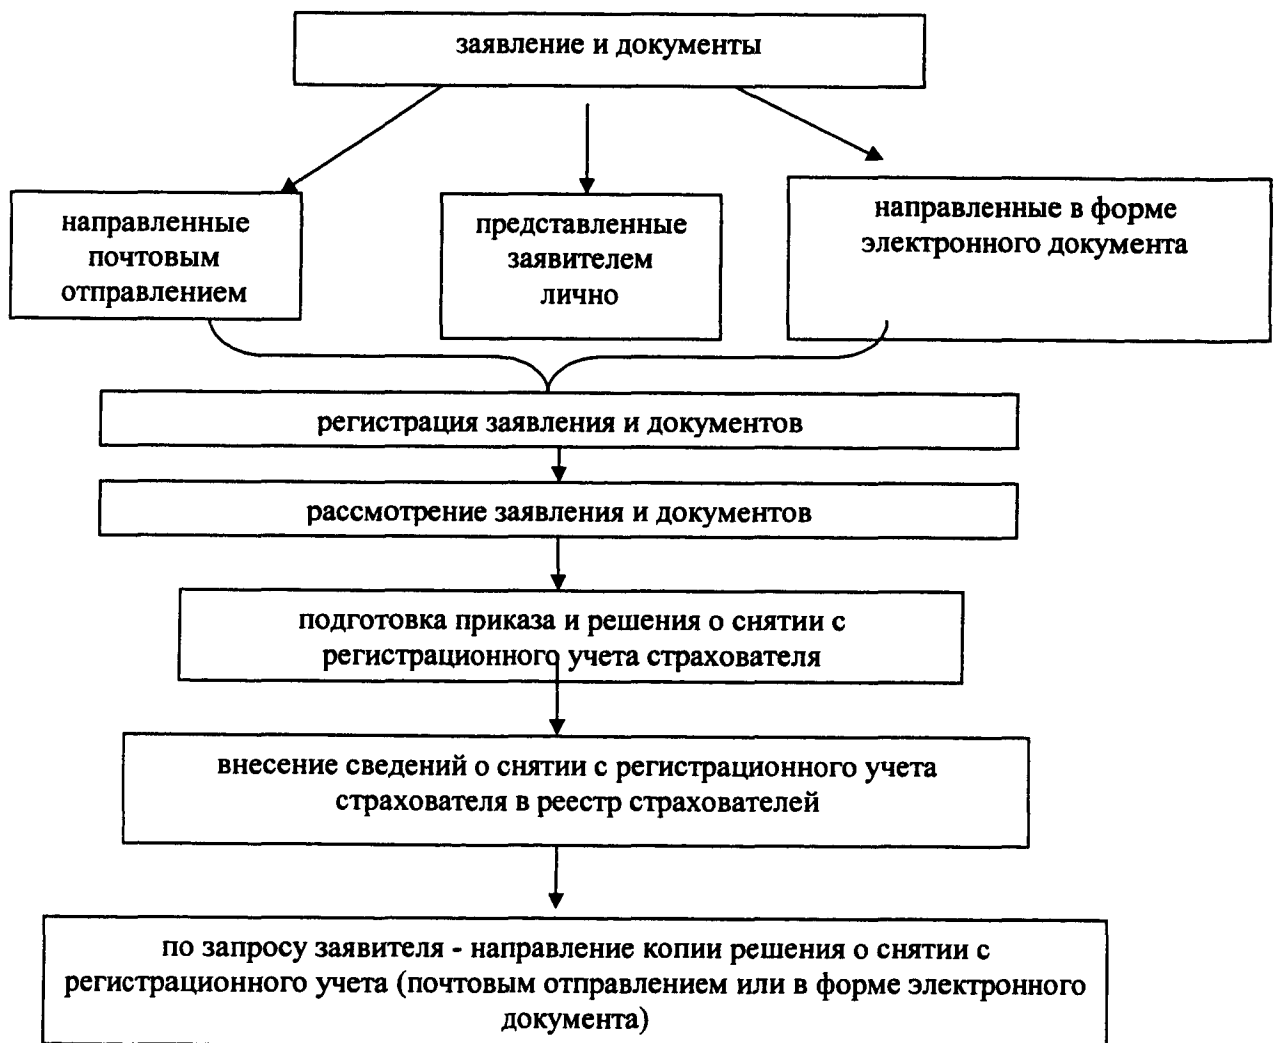 заявление и документы
направленные
почтовым
отправлением
представленные
заявителем
лично
направленные в форме
электронного документа
регистрация заявления и документов
рассмотрение заявления и документов
подготовка приказа и решения о снятии с
регистрационного учета страхователя
внесение сведений о снятии с регистрационного учета
страхователя в реестр страхователей
по запросу заявителя - направление копии решения о снятии с
регистрационного учета (почтовым отправлением или в форме электронного
документа)